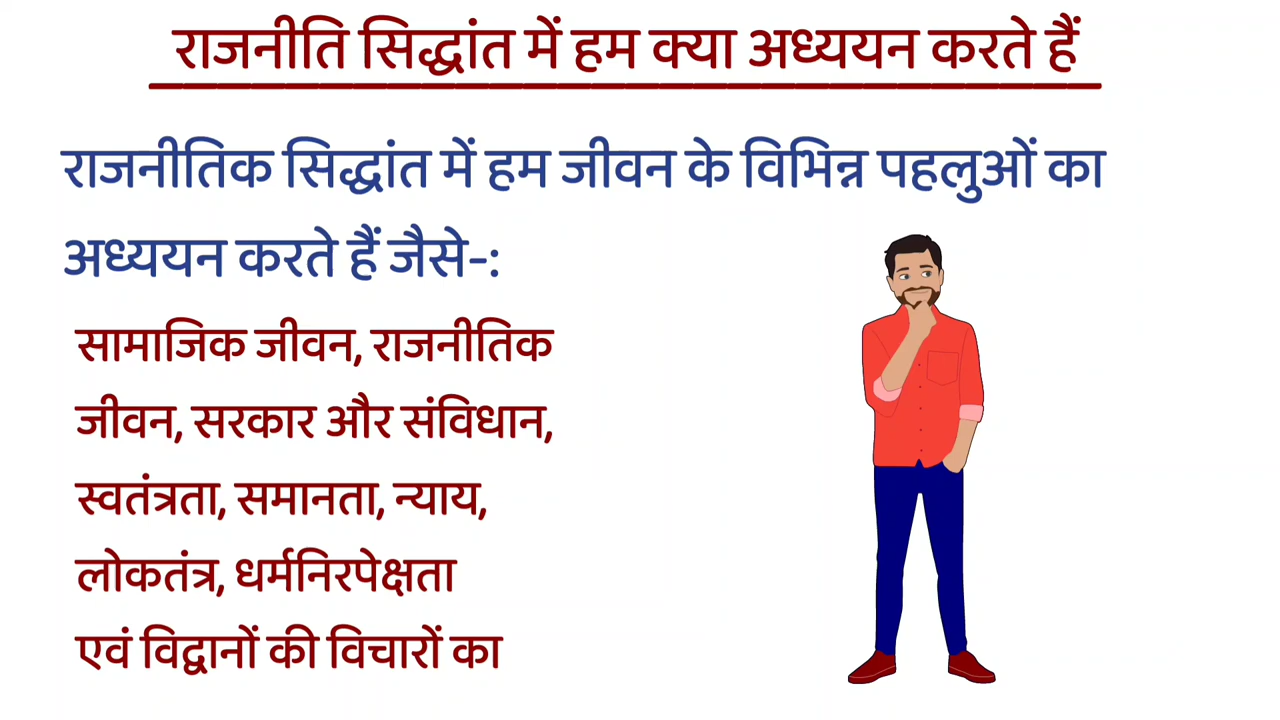 राजनीति सिद्धांत में हम क्या अध्ययन करते हैं
राजनीतिक सिद्धांत में हम जीवन के विभिन्न पहलुओं का
अध्ययन करते हैं जैसे-:
सामाजिक जीवन, राजनीतिक
जीवन, सरकार और संविधान,
स्वतंत्रता, समानता, न्याय,
लोकतंत्र, धर्मनिरपेक्षता
एवं विद्वानों की विचारों का